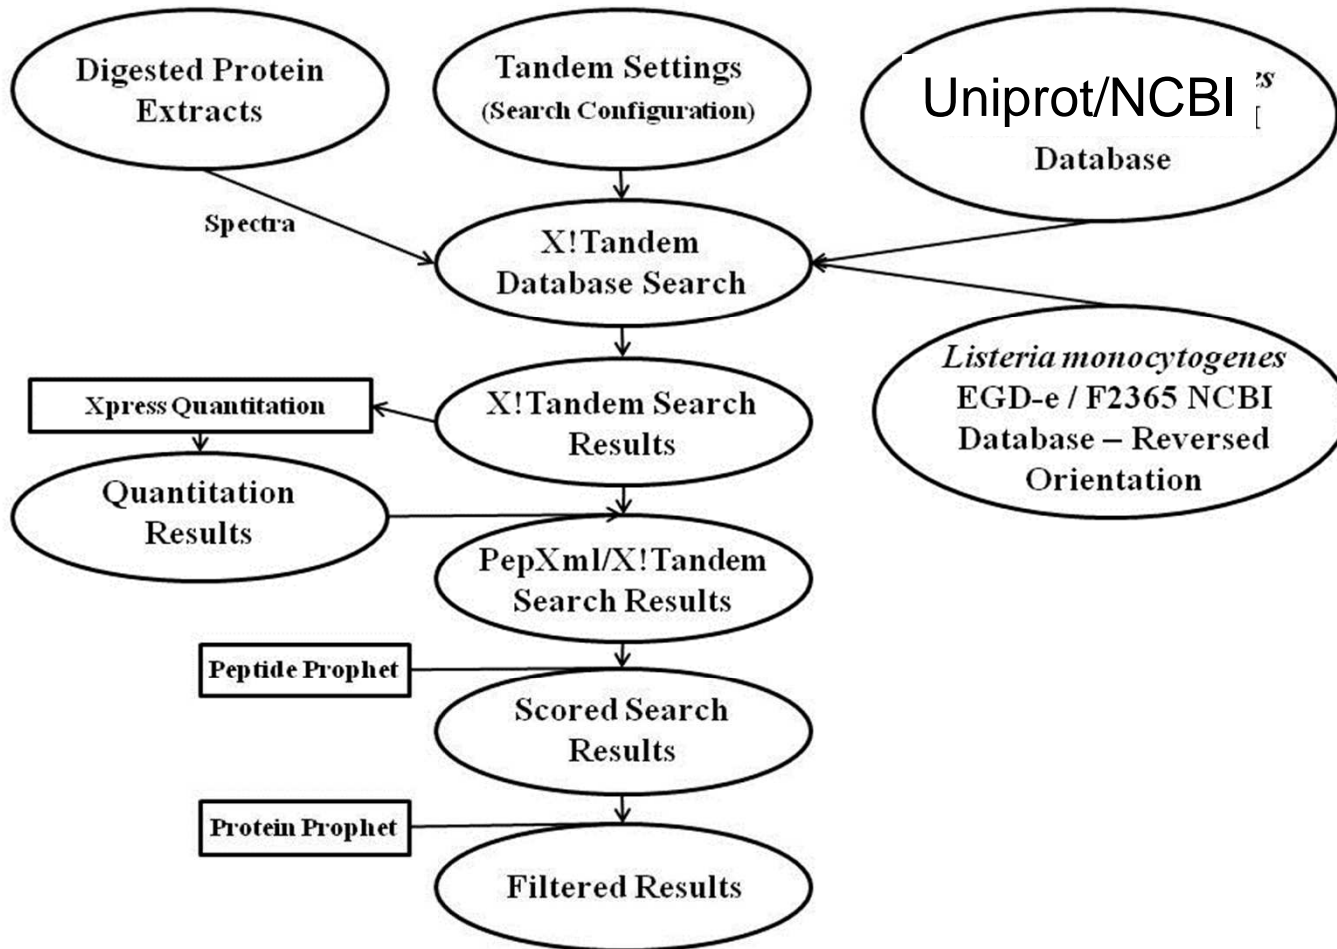 Digested Protein
Extracts
Tandem Settings
(Search Configuration)
Uniprot/NCBI
Database
Spectra
X!Tandem
Database Search
Listeria monocytogenes
EGD-e / F2365 NCBI
Database – Reversed
Orientation
Xpress Quantitation
X!Tandem Search
Results
Quantitation
Results
PepXml/X!Tandem
Search Results
Peptide Prophet
Scored Search
Results
Protein Prophet
Filtered Results